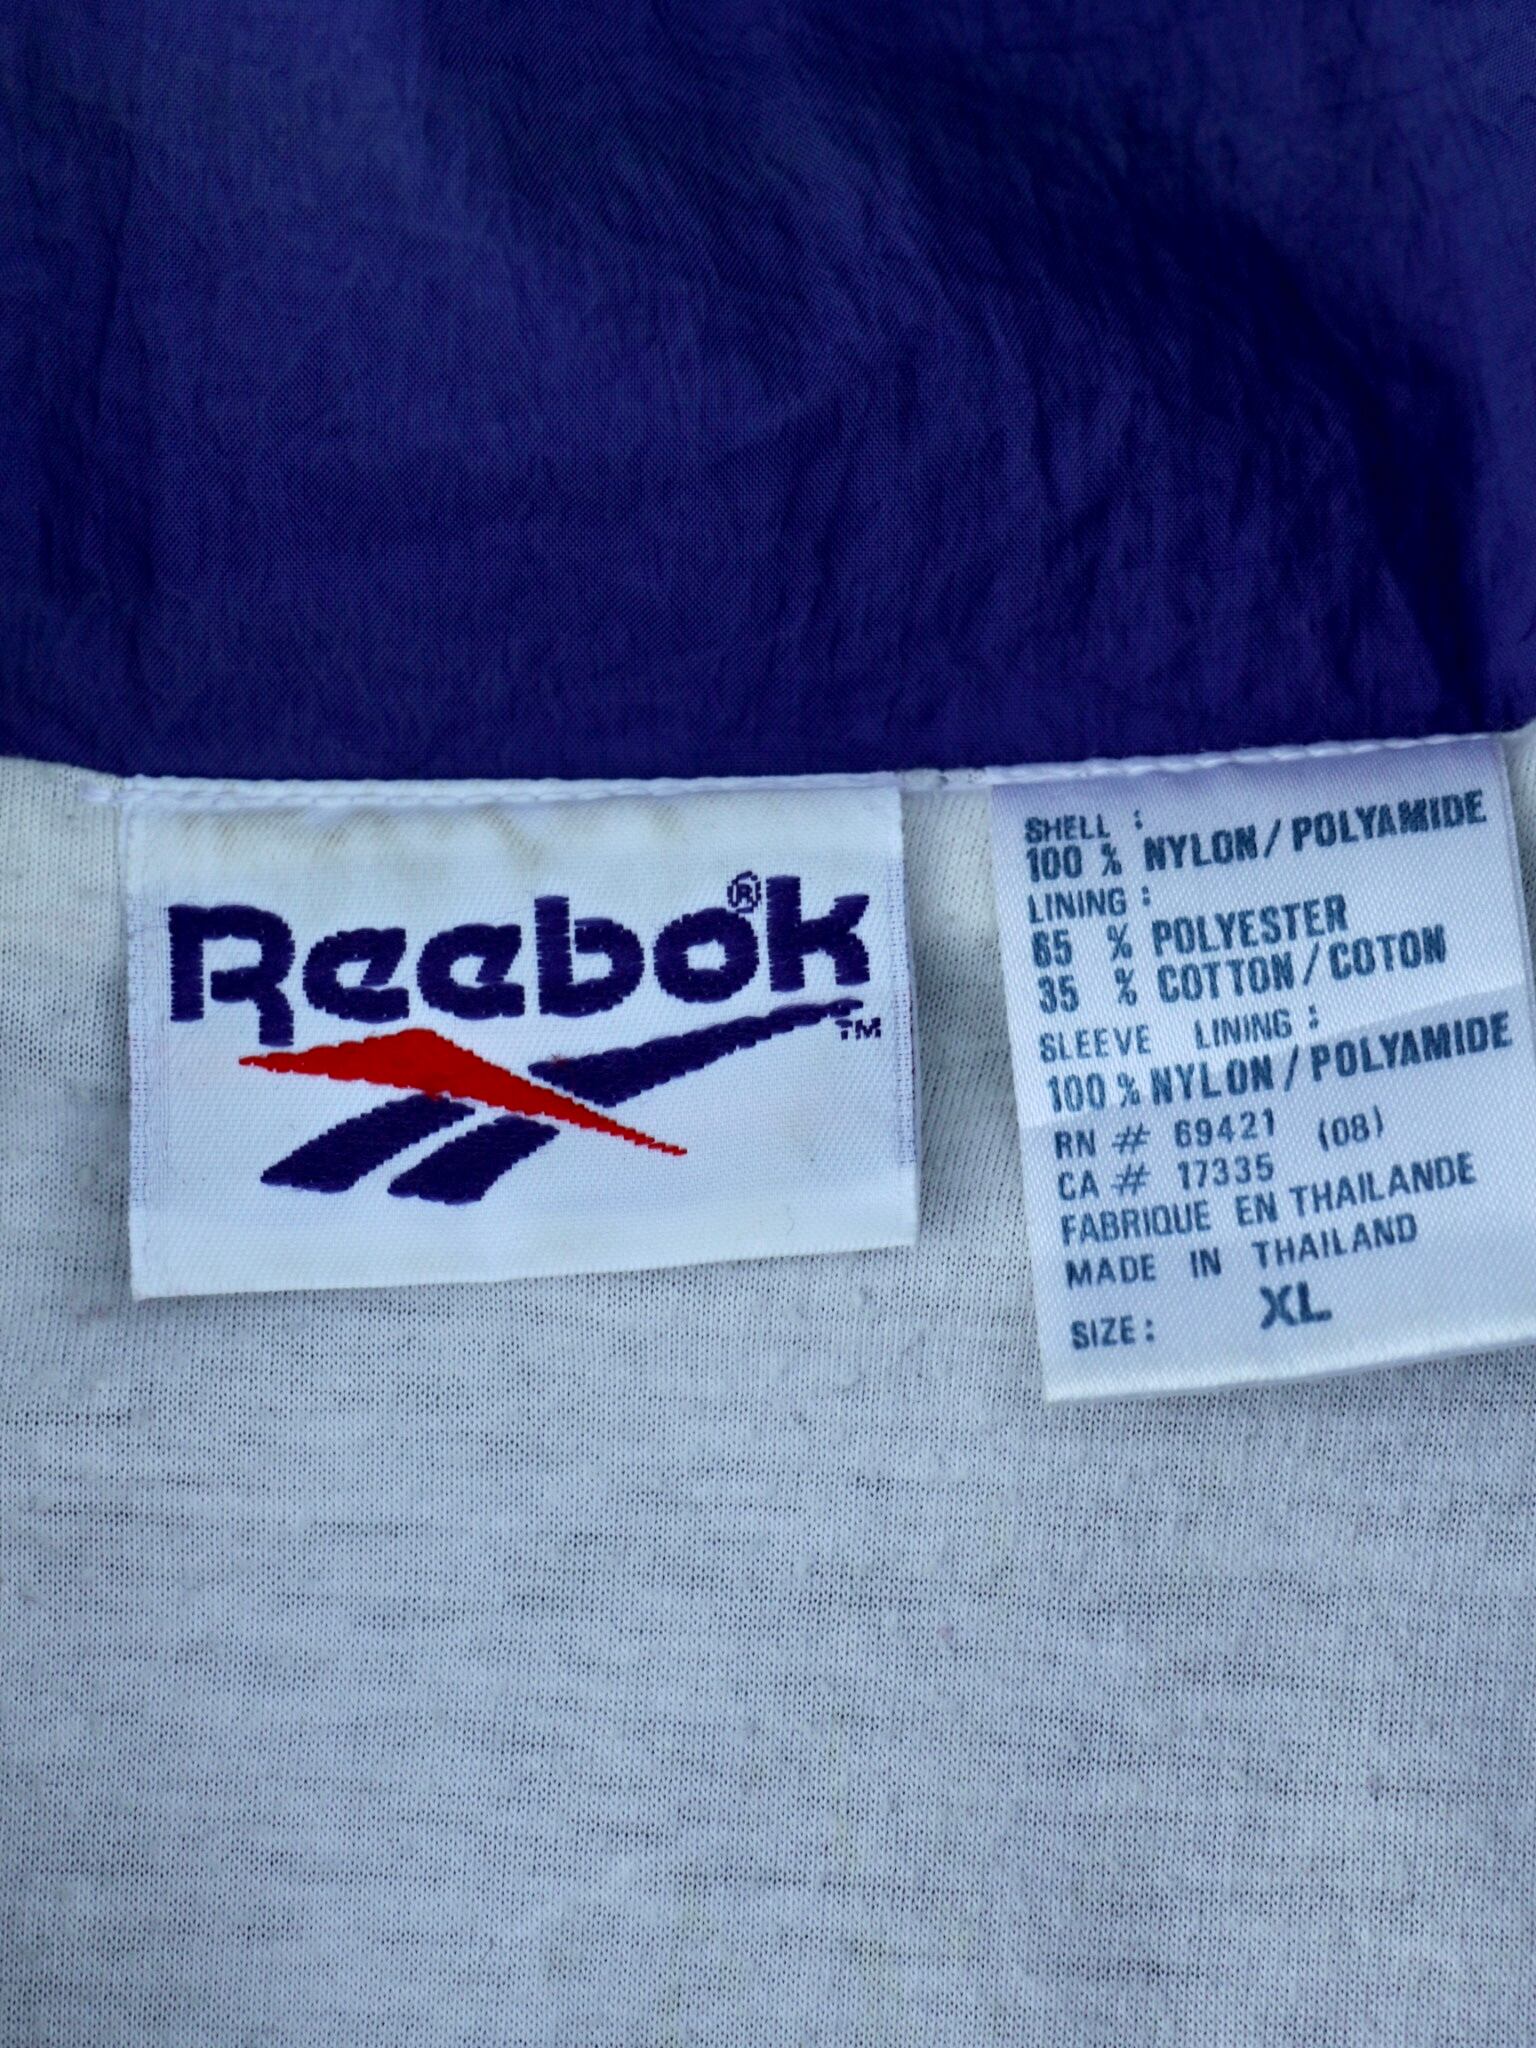 Reebok®
TM
SHELL :
100 % NYLON / POLYAMIDE
LINING :
65 % POLYESTER
35 % COTTON / COTON
SLEEVE LINING :
100 % NYLON / POLYAMIDE
RN # 69421 (08)
CA # 17335
FABRIQUE EN THAILANDE
MADE IN THAILAND
SIZE : XL